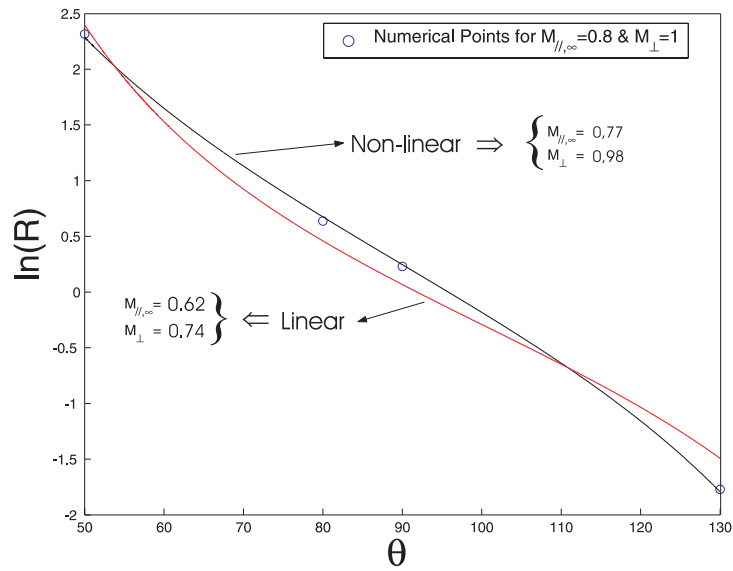 Numerical Points for M//,∞=0.8 & M⊥=1
Non-linear ⇒ { M//,∞ = 0,77
M⊥ = 0,98
M//,∞ = 0.62
M⊥ = 0.74 } ⇐ Linear
ln(R)
2.5
2
1.5
1
0.5
0
-0.5
-1
-1.5
-2
50 60 70 80 90 100 110 120 130
θ